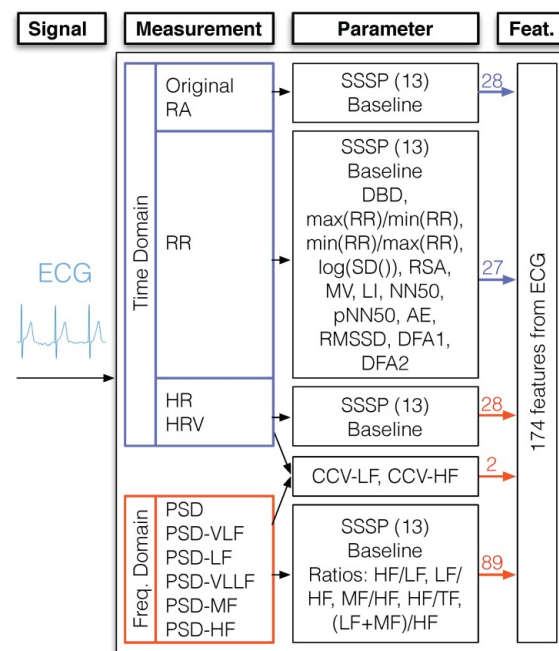 Signal
Measurement
Parameter
Feat.
ECG
Time Domain
Original
RA
SSSP (13)
Baseline
28
RR
SSSP (13)
Baseline
DBD,
max(RR)/min(RR),
min(RR)/max(RR),
log(SD()), RSA,
MV, LI, NN50,
pNN50, AE,
RMSSD, DFA1,
DFA2
27
HR
HRV
SSSP (13)
Baseline
28
CCV-LF, CCV-HF
2
Freq. Domain
PSD
PSD-VLF
PSD-LF
PSD-VLLF
PSD-MF
PSD-HF
SSSP (13)
Baseline
Ratios: HF/LF, LF/
HF, MF/HF, HF/TF,
(LF+MF)/HF
89
174 features from ECG